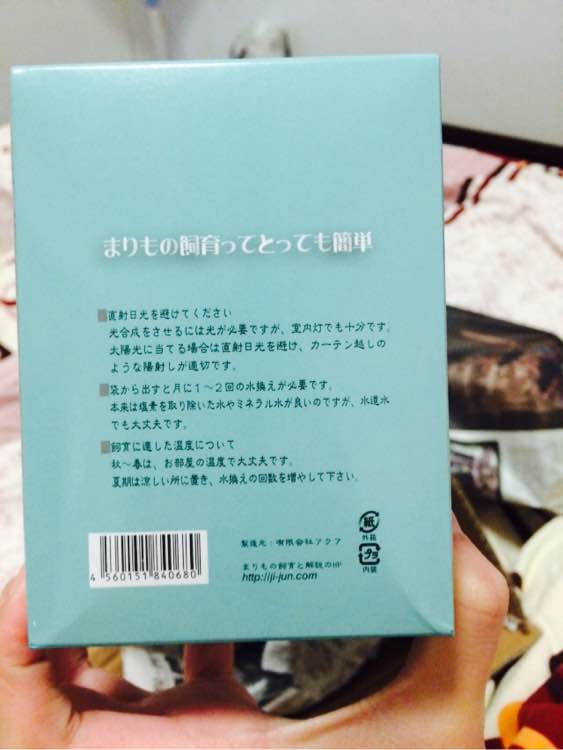 まりもの飼育ってとっても簡単
直射日光を避けてください
光合成をさせるには光が必要ですが、室内灯でも十分です。
太陽光に当てる場合は直射日光を避け、カーテン越しの
ような陽射しが適切です。
袋から出すと月に1～2回の水換えが必要です。
本来は塩素を取り除いた水やミネラル水が良いのですが、水道水
でも大丈夫です。
飼育に適した温度について
秋～春は、お部屋の温度で大丈夫です。
夏期は涼しい所に置き、水換えの回数を増やして下さい。
4 560151 840680
製造元：有限会社アクア
まりもの飼育と解説のHP
http://ji-jun.com
紙
外箱
プラ
内袋